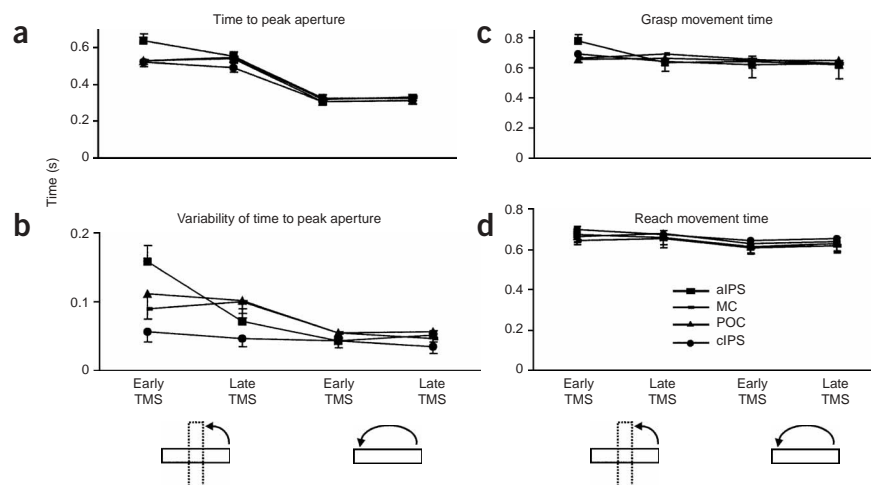 a
Time to peak aperture
0.6
0.4
0.2
0
Time (s)
b
Variability of time to peak aperture
0.2
0.1
0
Early TMS
Late TMS
Early TMS
Late TMS
c
Grasp movement time
0.8
0.6
0.4
0.2
0
d
Reach movement time
0.8
0.6
0.4
0.2
0
aIPS
MC
POC
cIPS
Early TMS
Late TMS
Early TMS
Late TMS